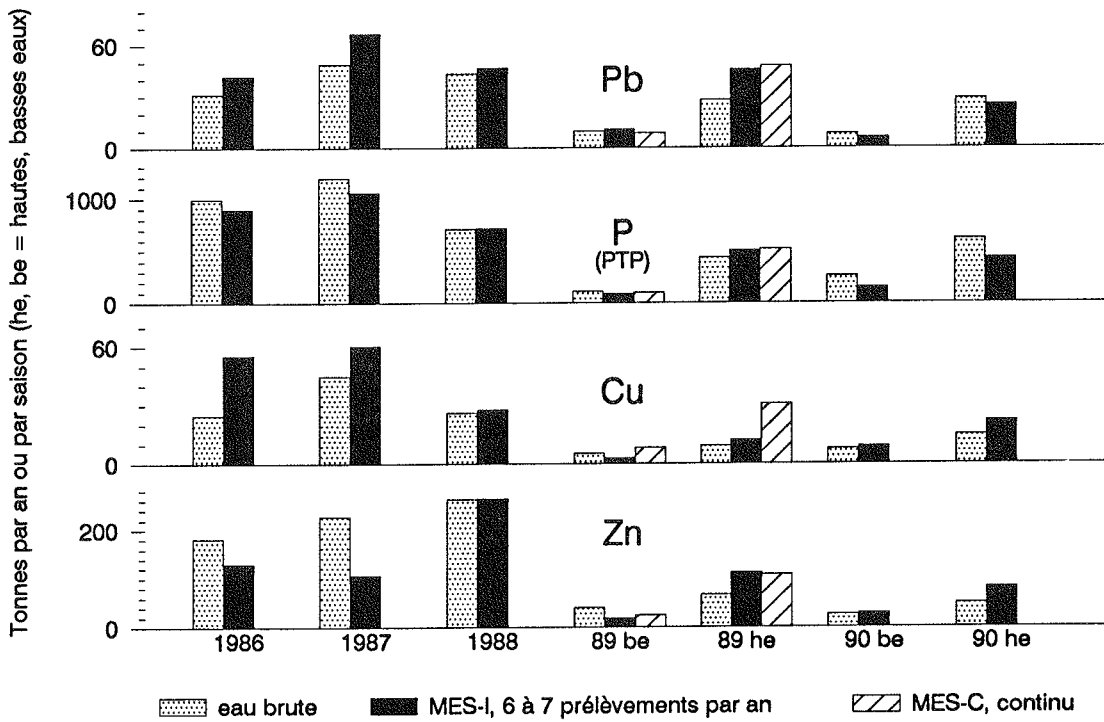 Tonnes par an ou par saison (he, be = hautes, basses eaux)
60
0
Pb
1000
0
P
(PTP)
60
0
Cu
200
0
Zn
1986 1987 1988 89 be 89 he 90 be 90 he
eau brute MES-I, 6 à 7 prélèvements par an MES-C, continu